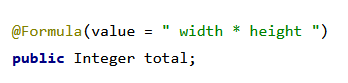 @Formula(value = " width * height ")
public Integer total;